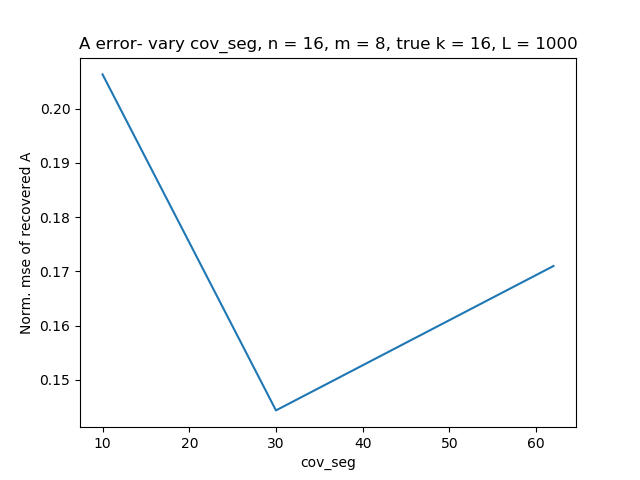 A error- vary cov_seg, n = 16, m = 8, true k = 16, L = 1000
Norm. mse of recovered A
0.20
0.19
0.18
0.17
0.16
0.15
10 20 30 40 50 60
cov_seg